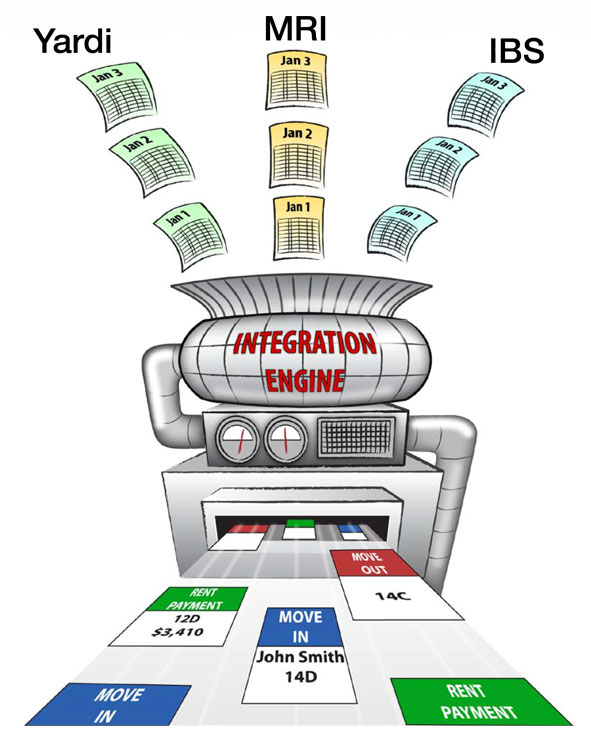 Yardi
MRI
IBS
Jan 3
Jan 3
Jan 3
Jan 2
Jan 2
Jan 2
Jan 1
Jan 1
Jan 1
INTEGRATION
ENGINE
MOVE
OUT
14C
RENT
PAYMENT
12D
$3,410
MOVE
IN
John Smith
14D
MOVE
IN
RENT
PAYMENT